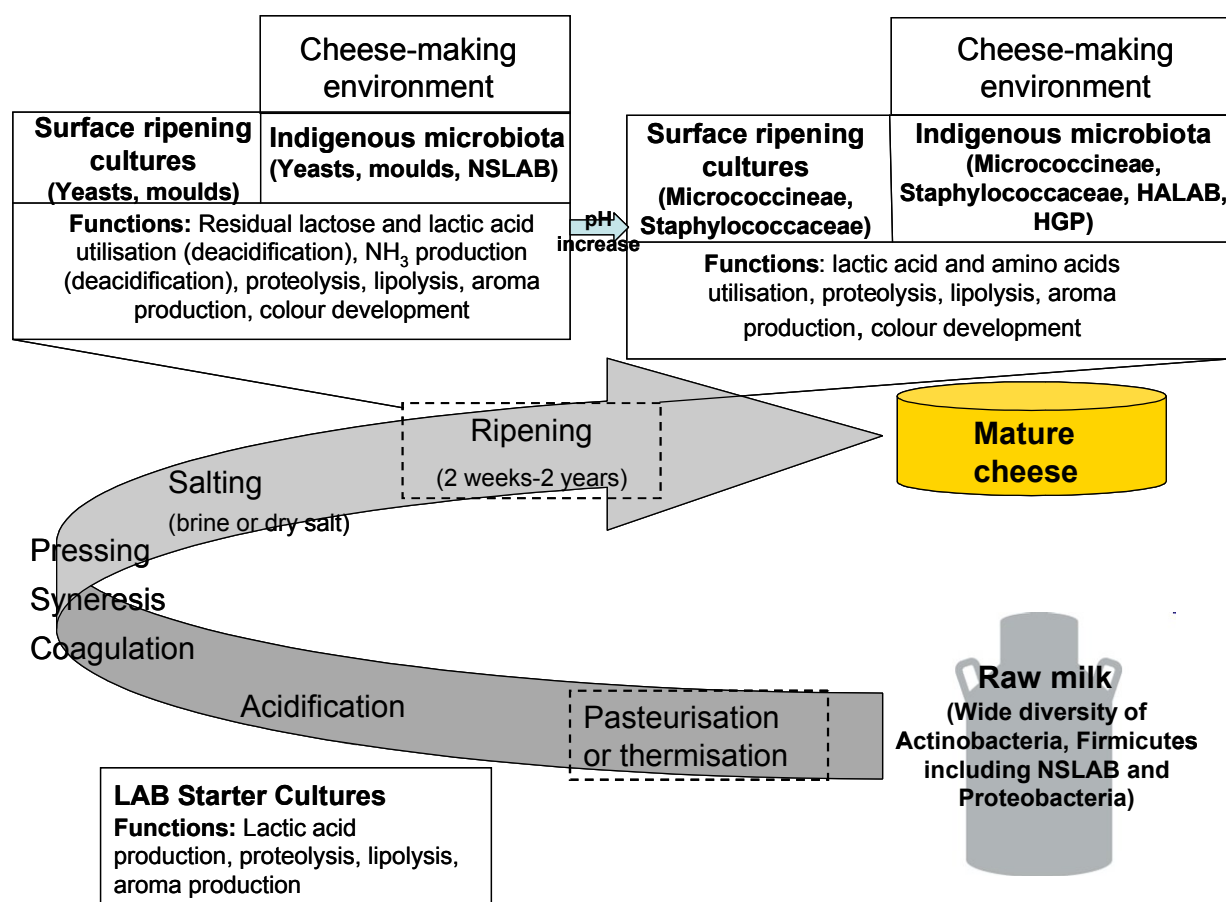 Cheese-making
environment
Surface ripening
cultures
(Yeasts, moulds)
Indigenous microbiota
(Yeasts, moulds, NSLAB)
Functions: Residual lactose and lactic acid
utilisation (deacidification), NH3 production
(deacidification), proteolysis, lipolysis, aroma
production, colour development
pH
increase
Cheese-making
environment
Surface ripening
cultures
(Micrococcineae,
Staphylococcaceae)
Indigenous microbiota
(Micrococcineae,
Staphylococcaceae, HALAB,
HGP)
Functions: lactic acid and amino acids
utilisation, proteolysis, lipolysis, aroma
production, colour development
Ripening
(2 weeks-2 years)
Mature
cheese
Salting
(brine or dry salt)
Pressing
Syneresis
Coagulation
Acidification
Pasteurisation
or thermisation
Raw milk
(Wide diversity of
Actinobacteria, Firmicutes
including NSLAB and
Proteobacteria)
LAB Starter Cultures
Functions: Lactic acid
production, proteolysis, lipolysis,
aroma production